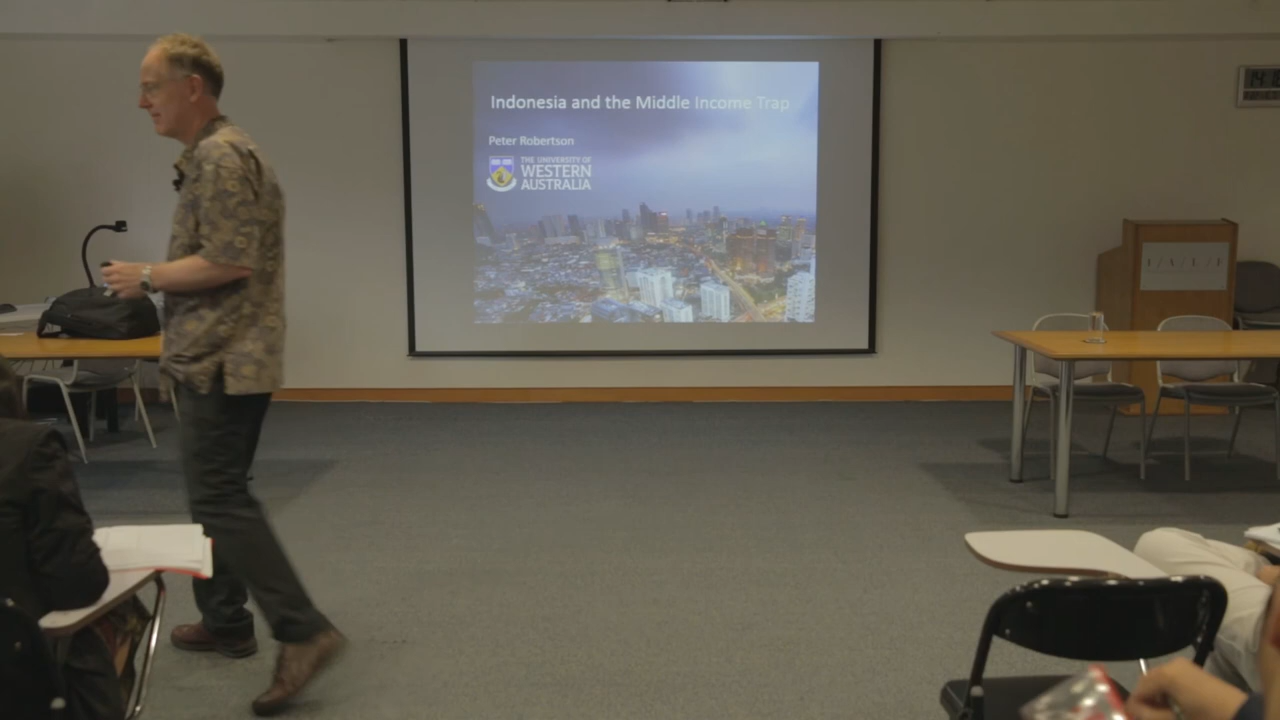 Indonesia and the Middle Income Trap
Peter Robertson
THE UNIVERSITY OF
WESTERN
AUSTRALIA